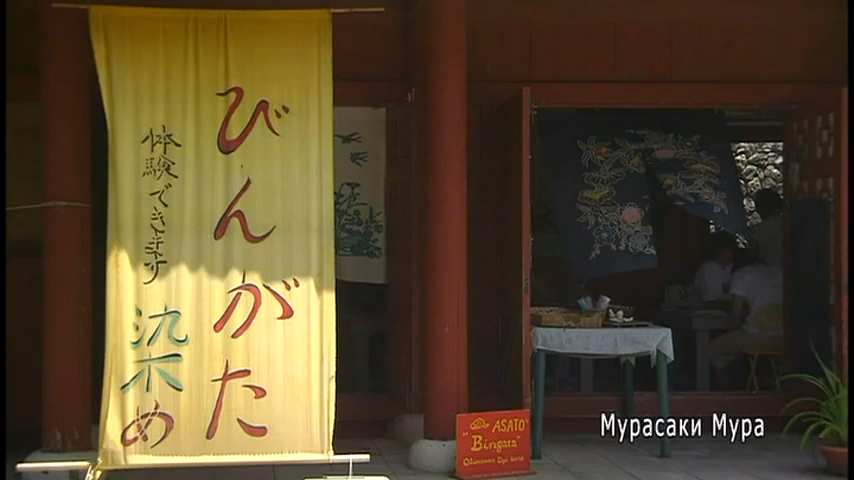 びんがた
染め
体験できます
ASATO
"Bingata"
Мурасаки Мура